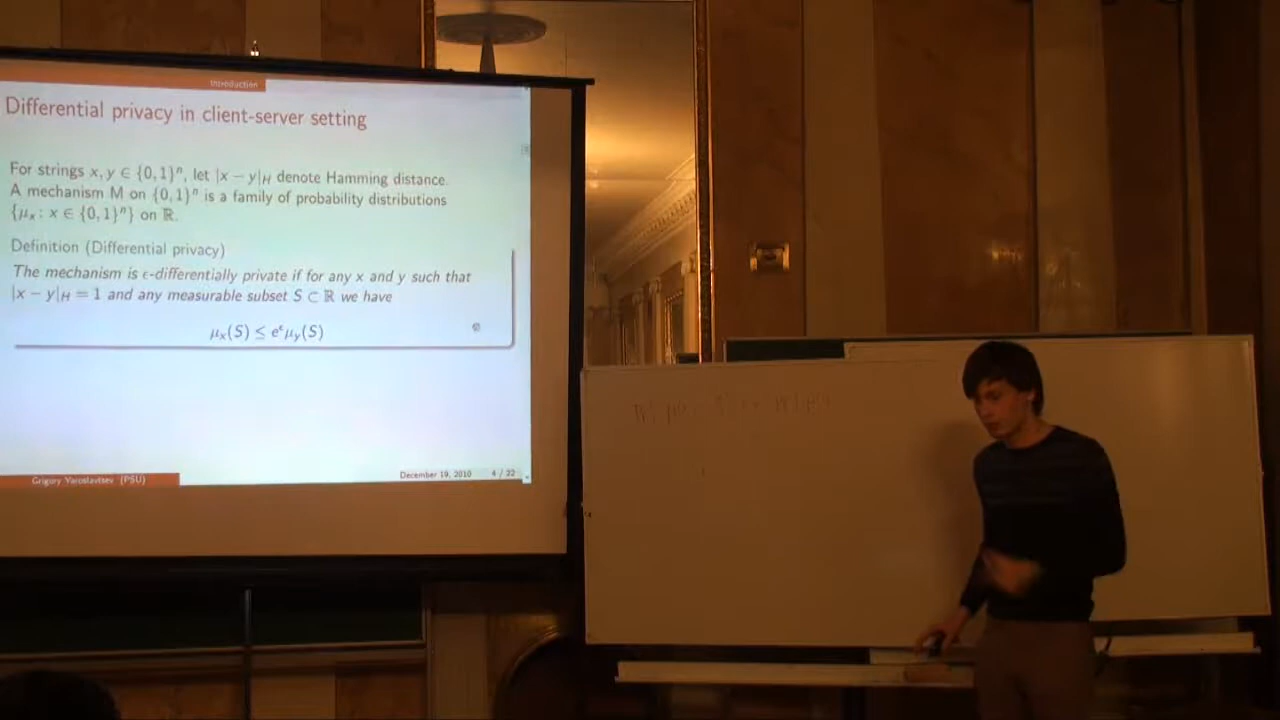 Introduction
Differential privacy in client-server setting
For strings x, y ∈ {0, 1}ⁿ, let |x − y|_H denote Hamming distance.
A mechanism M on {0, 1}ⁿ is a family of probability distributions
{μₓ : x ∈ {0, 1}ⁿ} on ℝ.
Definition (Differential privacy)
The mechanism is ε-differentially private if for any x and y such that
|x − y|_H = 1 and any measurable subset S ⊂ ℝ we have
μₓ(S) ≤ e^ε μ_y(S)
Grigory Yaroslavtsev (PSU)
December 19, 2010 4 / 22